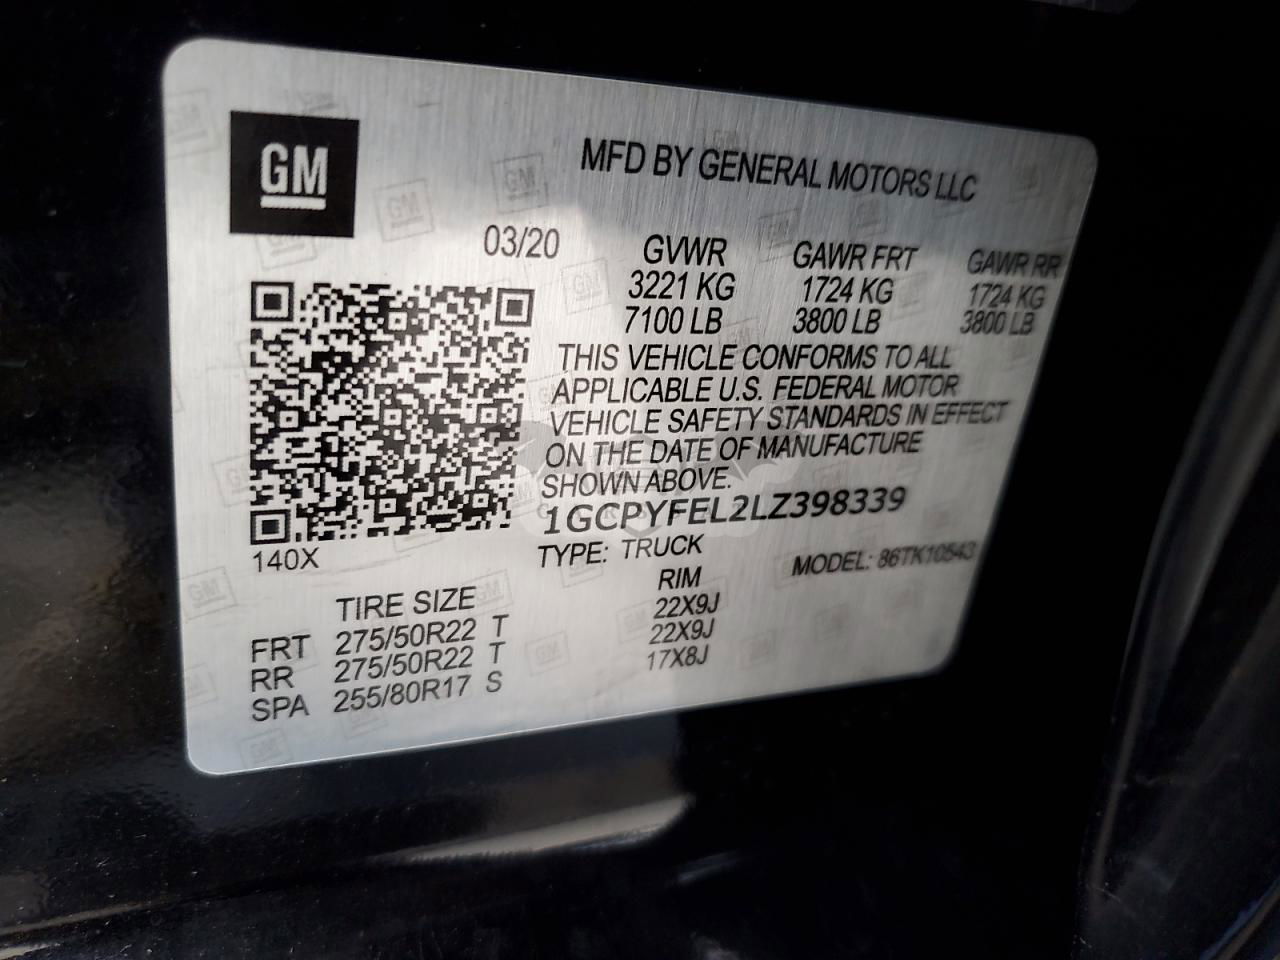 GM
MFD BY GENERAL MOTORS LLC
03/20
GVWR GAWR FRT GAWR RR
3221 KG 1724 KG 1724 KG
7100 LB 3800 LB 3800 LB
THIS VEHICLE CONFORMS TO ALL
APPLICABLE U.S. FEDERAL MOTOR
VEHICLE SAFETY STANDARDS IN EFFECT
ON THE DATE OF MANUFACTURE
SHOWN ABOVE.
1GCPYFEL2LZ398339
140X
TYPE: TRUCK MODEL: 86TK10543
TIRE SIZE RIM
FRT 275/50R22 T 22X9J
RR 275/50R22 T 22X9J
SPA 255/80R17 S 17X8J